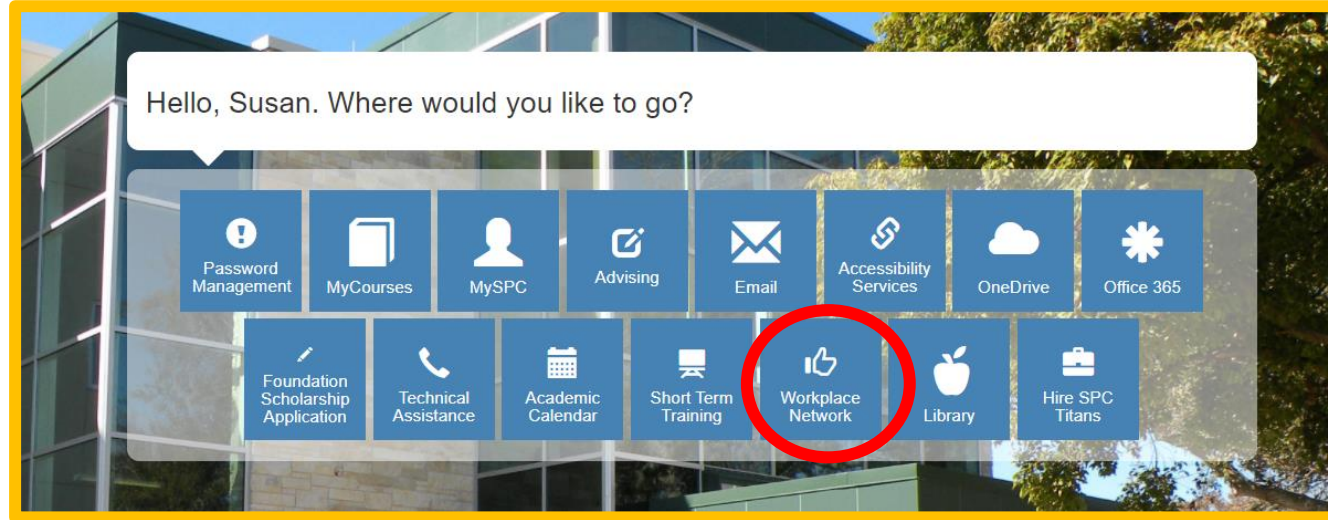 Hello, Susan. Where would you like to go?
Password
Management
MyCourses
MySPC
Advising
Email
Accessibility
Services
OneDrive
Office 365
Foundation
Scholarship
Application
Technical
Assistance
Academic
Calendar
Short Term
Training
Workplace
Network
Library
Hire SPC
Titans